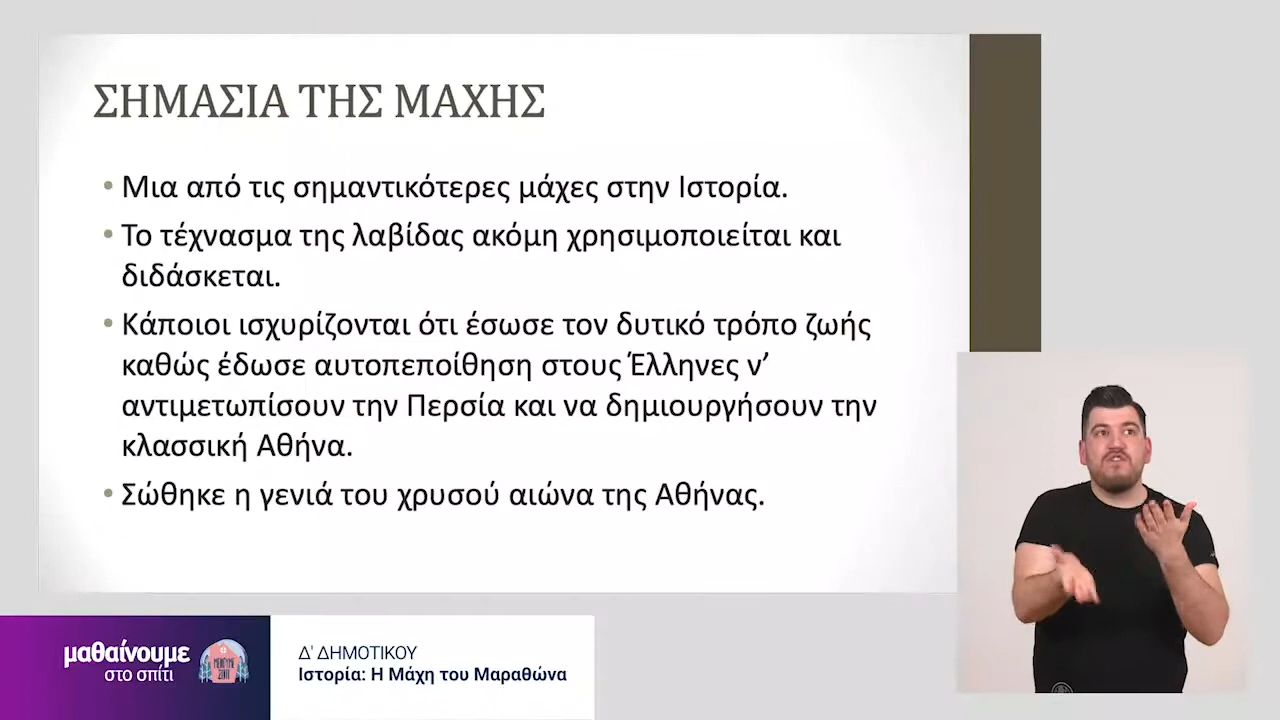 ΣΗΜΑΣΙΑ ΤΗΣ ΜΑΧΗΣ
• Μια από τις σημαντικότερες μάχες στην Ιστορία.
• Το τέχνασμα της λαβίδας ακόμη χρησιμοποιείται και
διδάσκεται.
• Κάποιοι ισχυρίζονται ότι έσωσε τον δυτικό τρόπο ζωής
καθώς έδωσε αυτοπεποίθηση στους Έλληνες ν’
αντιμετωπίσουν την Περσία και να δημιουργήσουν την
κλασσική Αθήνα.
• Σώθηκε η γενιά του χρυσού αιώνα της Αθήνας.
μαθαίνουμε
στο σπίτι
ΜΕΝΟΥΜΕ
ΣΠΙΤΙ
Δ' ΔΗΜΟΤΙΚΟΥ
Ιστορία: Η Μάχη του Μαραθώνα